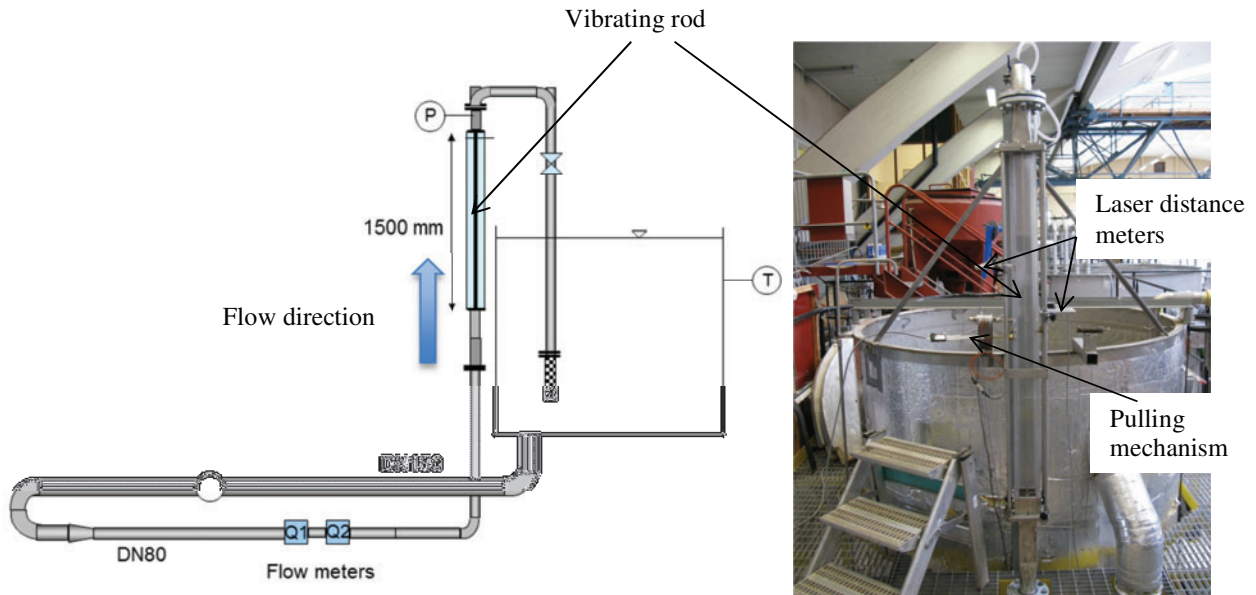 Vibrating rod
P
1500 mm
Laser distance
meters
T
Flow direction
Pulling
mechanism
Q1 Q2
DN80
Flow meters